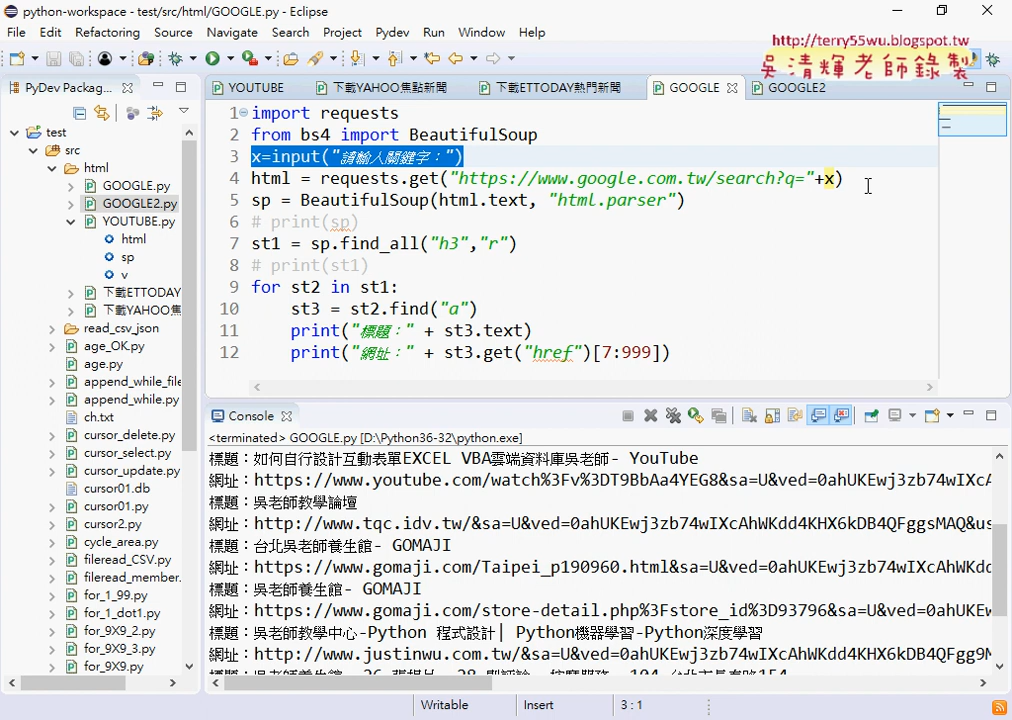 python-workspace - test/src/html/GOOGLE.py - Eclipse
File Edit Refactoring Source Navigate Search Project Pydev Run Window Help
http://terry55wu.blogspot.tw
吳清輝老師錄製
PyDev Packag...
YOUTUBE
下載YAHOO焦點新聞
下載ETTODAY熱門新聞
GOOGLE
GOOGLE2
test
src
html
GOOGLE.py
GOOGLE2.py
YOUTUBE.py
html
sp
v
下載ETTODAY
下載YAHOO焦
read_csv_json
age_OK.py
age.py
append_while_file
append_while.py
ch.txt
cursor_delete.py
cursor_select.py
cursor_update.py
cursor01.db
cursor01.py
cursor2.py
cycle_area.py
fileread_CSV.py
fileread_member.
for_1_99.py
for_1_dot1.py
for_9X9_2.py
for_9X9_3.py
for_9X9.py
1 import requests
2 from bs4 import BeautifulSoup
3 x=input("請輸入關鍵字：")
4 html = requests.get("https://www.google.com.tw/search?q="+x)
5 sp = BeautifulSoup(html.text, "html.parser")
6 # print(sp)
7 st1 = sp.find_all("h3","r")
8 # print(st1)
9 for st2 in st1:
10 st3 = st2.find("a")
11 print("標題：" + st3.text)
12 print("網址：" + st3.get("href")[7:999])
Console
<terminated> GOOGLE.py [D:\Python36-32\python.exe]
標題：如何自行設計互動表單EXCEL VBA雲端資料庫吳老師- YouTube
網址：https://www.youtube.com/watch%3Fv%3DT9BbAa4YEG8&sa=U&ved=0ahUKEwj3zb74wIXcA
標題：吳老師教學論壇
網址：http://www.tqc.idv.tw/&sa=U&ved=0ahUKEwj3zb74wIXcAhWKdd4KHX6kDB4QFggsMAQ&us
標題：台北吳老師養生館- GOMAJI
網址：https://www.gomaji.com/Taipei_p190960.html&sa=U&ved=0ahUKEwj3zb74wIXcAhWKdd
標題：吳老師養生館- GOMAJI
網址：https://www.gomaji.com/store-detail.php%3Fstore_id%3D93796&sa=U&ved=0ahUKEw
標題：吳老師教學中心-Python 程式設計| Python機器學習-Python深度學習
網址：http://www.justinwu.com.tw/&sa=U&ved=0ahUKEwj3zb74wIXcAhWKdd4KHX6kDB4QFgg9M
Writable Insert 3 : 1